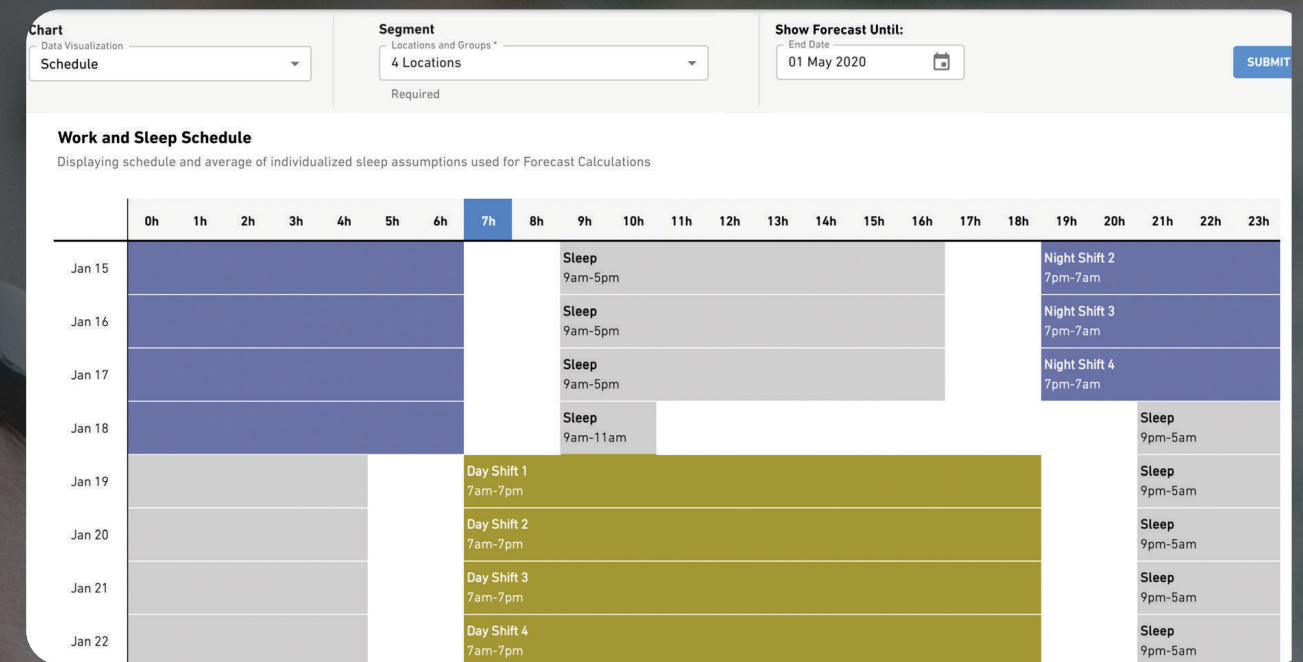 Chart
Data Visualization
Schedule
Segment
Locations and Groups *
4 Locations
Required
Show Forecast Until:
End Date
01 May 2020
SUBMIT
Work and Sleep Schedule
Displaying schedule and average of individualized sleep assumptions used for Forecast Calculations
0h 1h 2h 3h 4h 5h 6h 7h 8h 9h 10h 11h 12h 13h 14h 15h 16h 17h 18h 19h 20h 21h 22h 23h
Jan 15
Sleep
9am-5pm
Night Shift 2
7pm-7am
Jan 16
Sleep
9am-5pm
Night Shift 3
7pm-7am
Jan 17
Sleep
9am-5pm
Night Shift 4
7pm-7am
Jan 18
Sleep
9am-11am
Sleep
9pm-5am
Jan 19
Day Shift 1
7am-7pm
Sleep
9pm-5am
Jan 20
Day Shift 2
7am-7pm
Sleep
9pm-5am
Jan 21
Day Shift 3
7am-7pm
Sleep
9pm-5am
Jan 22
Day Shift 4
7am-7pm
Sleep
9pm-5am